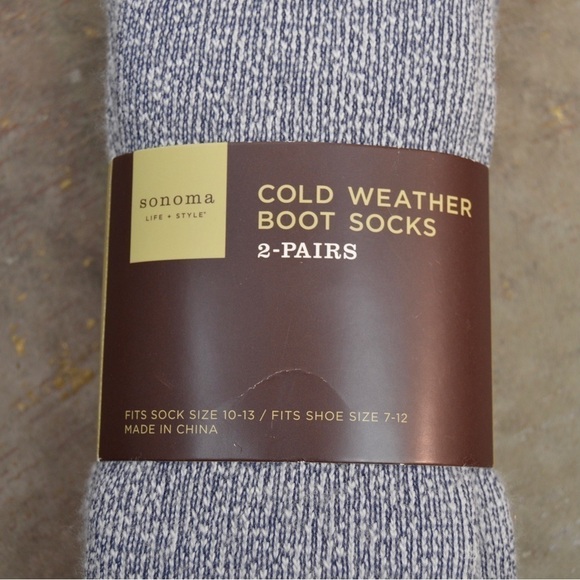 sonoma
LIFE + STYLE
COLD WEATHER
BOOT SOCKS
2-PAIRS
FITS SOCK SIZE 10-13 / FITS SHOE SIZE 7-12
MADE IN CHINA